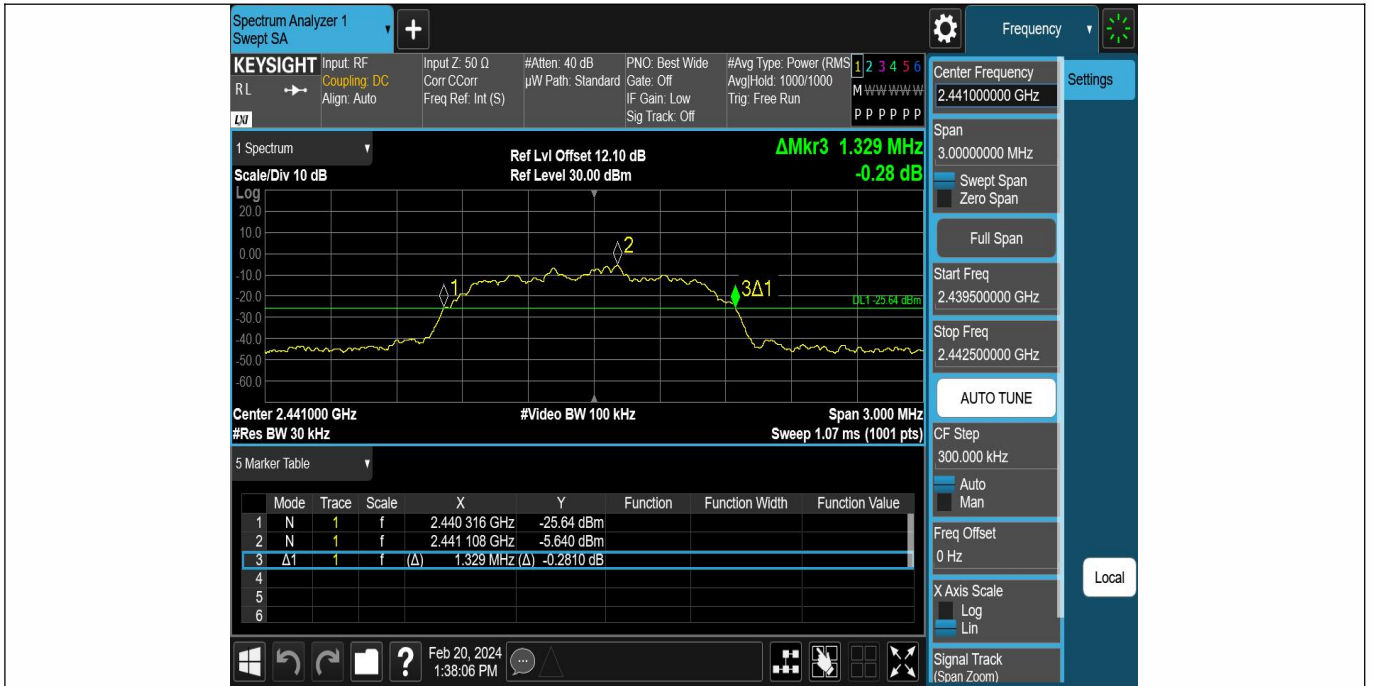 Spectrum Analyzer 1
Swept SA
+
Frequency
KEYSIGHT
RL
LXI
Input: RF
Coupling: DC
Align: Auto
Input Z: 50 Ω
Corr CCorr
Freq Ref: Int (S)
#Atten: 40 dB
µW Path: Standard
PNO: Best Wide
Gate: Off
IF Gain: Low
Sig Track: Off
#Avg Type: Power (RMS
Avg|Hold: 1000/1000
Trig: Free Run
1 2 3 4 5 6
M W W W W W
P P P P P P
1 Spectrum
Scale/Div 10 dB
Ref Lvl Offset 12.10 dB
Ref Level 30.00 dBm
ΔMkr3 1.329 MHz
-0.28 dB
Log
20.0
10.0
0.00
-10.0
-20.0
-30.0
-40.0
-50.0
-60.0
1
2
3Δ1
DL1 -25.64 dBm
Center 2.441000 GHz
#Video BW 100 kHz
Span 3.000 MHz
#Res BW 30 kHz
Sweep 1.07 ms (1001 pts)
5 Marker Table
Mode Trace Scale X Y Function Function Width Function Value
1 N 1 f 2.440 316 GHz -25.64 dBm
2 N 1 f 2.441 108 GHz -5.640 dBm
3 Δ1 1 f (Δ) 1.329 MHz (Δ) -0.2810 dB
4
5
6
?
Feb 20, 2024
1:38:06 PM
Center Frequency
2.441000000 GHz
Settings
Span
3.00000000 MHz
Swept Span
Zero Span
Full Span
Start Freq
2.439500000 GHz
Stop Freq
2.442500000 GHz
AUTO TUNE
CF Step
300.000 kHz
Auto
Man
Freq Offset
0 Hz
X Axis Scale
Log
Lin
Signal Track
(Span Zoom)
Local